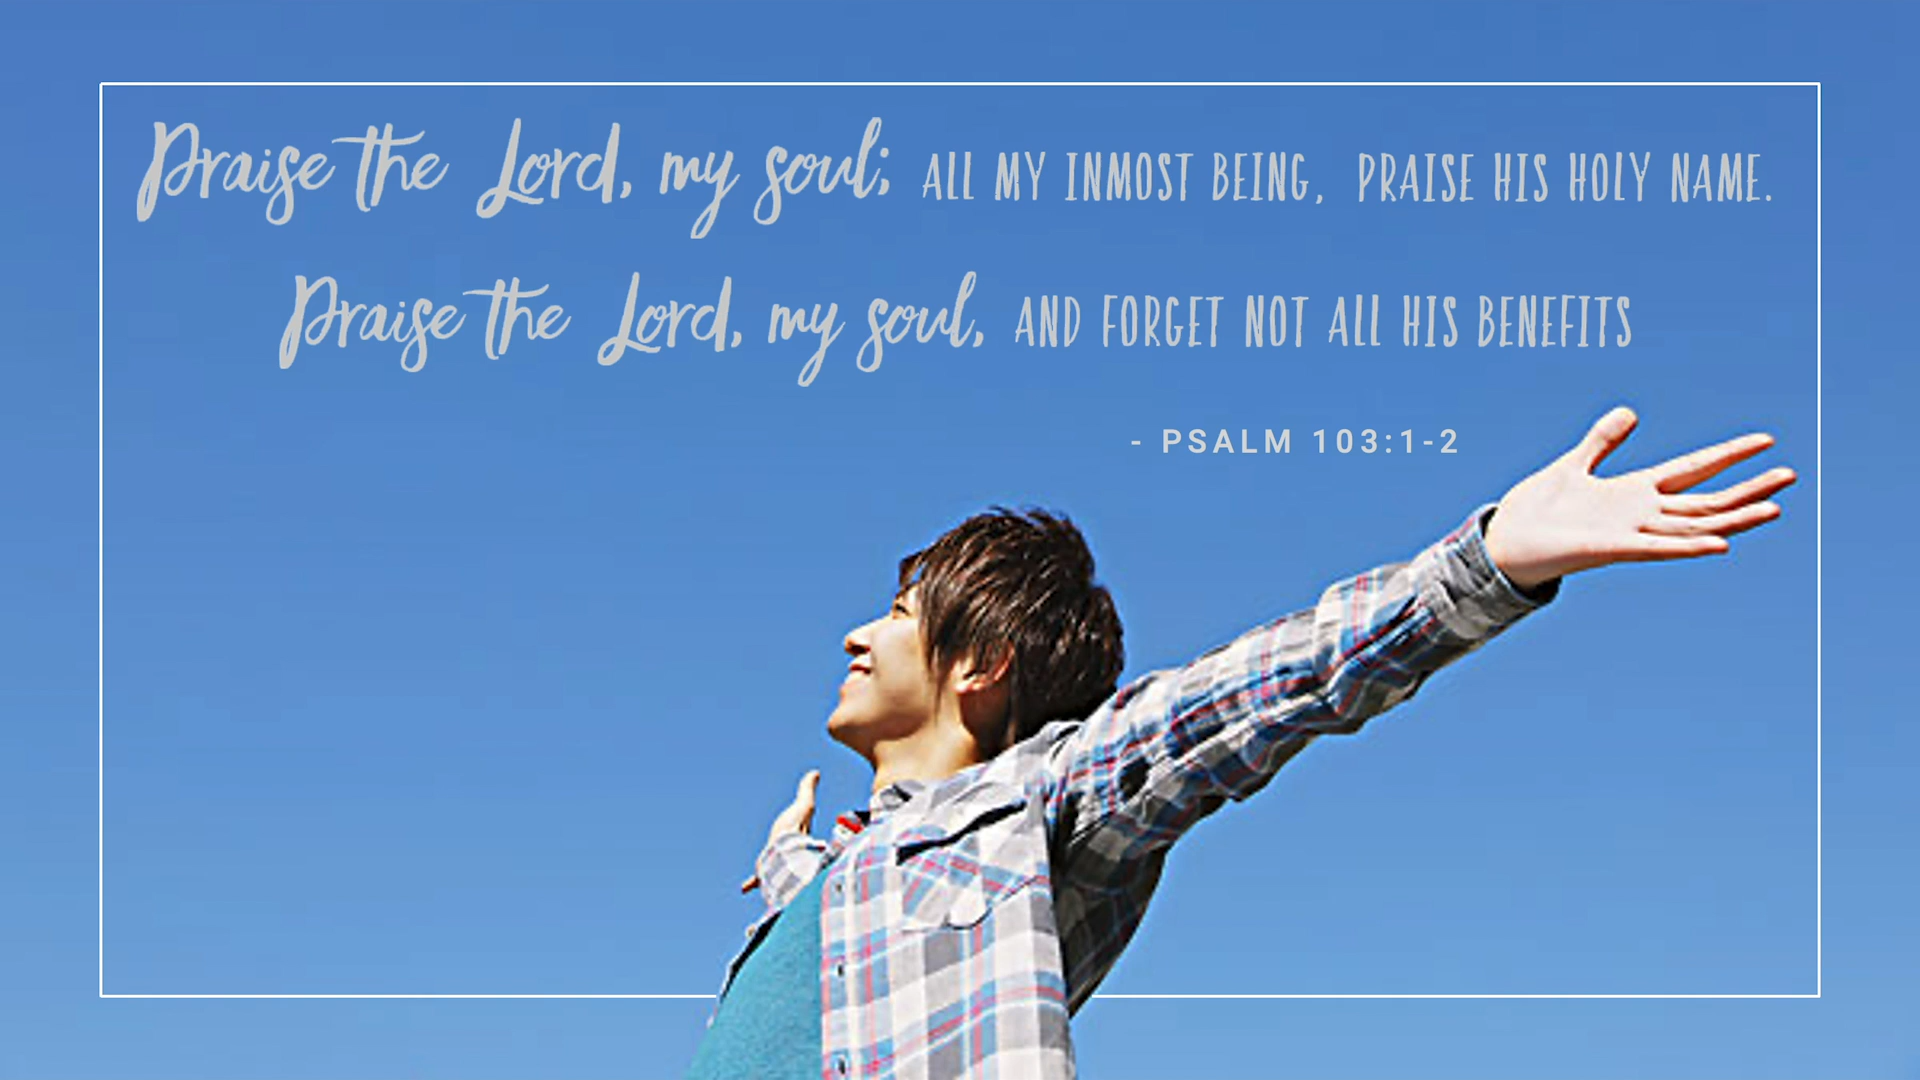 Praise the Lord, my soul; ALL MY INMOST BEING, PRAISE HIS HOLY NAME.
Praise the Lord, my soul, AND FORGET NOT ALL HIS BENEFITS
- PSALM 103:1-2